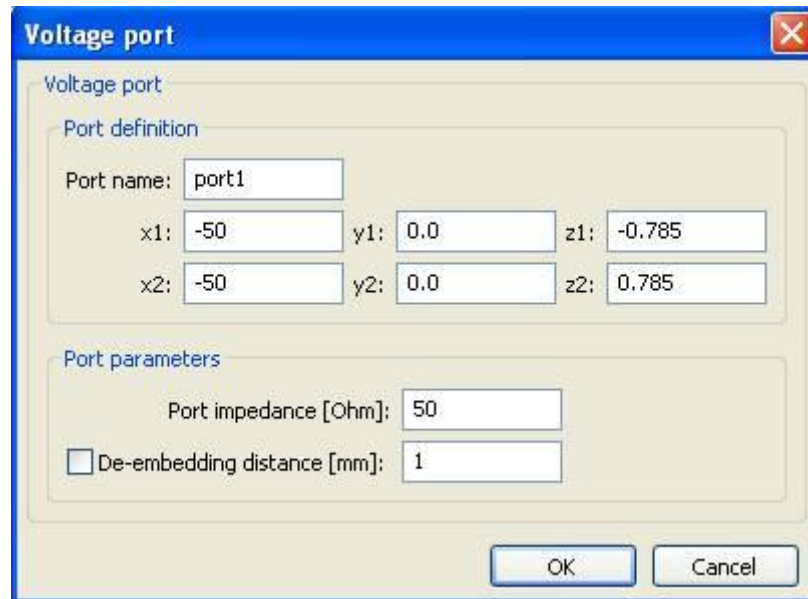 Voltage port
Voltage port
Port definition
Port name: port1
x1: -50 y1: 0.0 z1: -0.785
x2: -50 y2: 0.0 z2: 0.785
Port parameters
Port impedance [Ohm]: 50
De-embedding distance [mm]: 1
OK Cancel